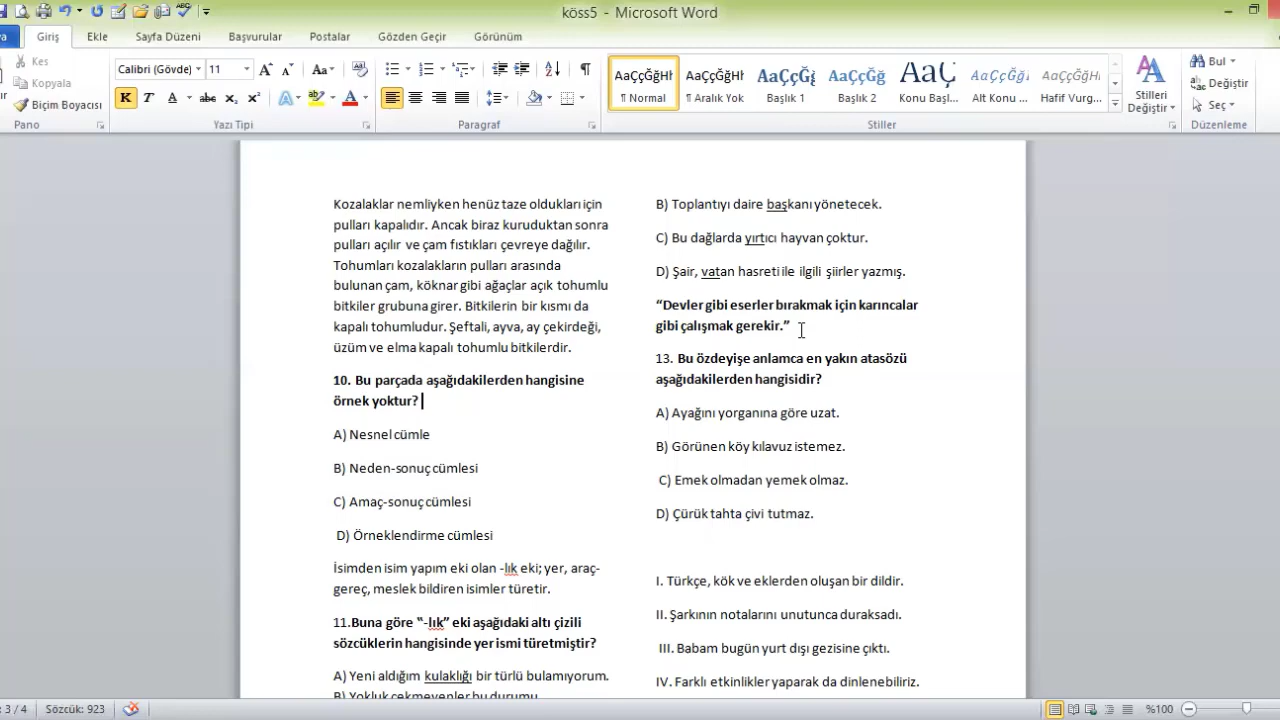 köss5 - Microsoft Word
Giriş Ekle Sayfa Düzeni Başvurular Postalar Gözden Geçir Görünüm
Kes
Kopyala
Biçim Boyacısı
Pano
Calibri (Gövde) 11
Yazı Tipi
Paragraf
AaÇçĞğHł AaÇçĞğHł AaÇçĞğ AaÇçĞğ AaÇ AaÇçĞği AaÇçĞğH
¶ Normal ¶ Aralık Yok Başlık 1 Başlık 2 Konu Başl... Alt Konu ... Hafif Vurg...
Stiller
Stilleri Değiştir
Bul
Değiştir
Seç
Düzenleme
Kozalaklar nemliyken henüz taze oldukları için
pulları kapalıdır. Ancak biraz kuruduktan sonra
pulları açılır ve çam fıstıkları çevreye dağılır.
Tohumları kozalakların pulları arasında
bulunan çam, köknar gibi ağaçlar açık tohumlu
bitkiler grubuna girer. Bitkilerin bir kısmı da
kapalı tohumludur. Şeftali, ayva, ay çekirdeği,
üzüm ve elma kapalı tohumlu bitkilerdir.
10. Bu parçada aşağıdakilerden hangisine
örnek yoktur?
A) Nesnel cümle
B) Neden-sonuç cümlesi
C) Amaç-sonuç cümlesi
D) Örneklendirme cümlesi
İsimden isim yapım eki olan -lık eki; yer, araç-
gereç, meslek bildiren isimler türetir.
11.Buna göre “-lık” eki aşağıdaki altı çizili
sözcüklerin hangisinde yer ismi türetmiştir?
A) Yeni aldığım kulaklığı bir türlü bulamıyorum.
B) Yokluk çekmeyenler bu durumu
B) Toplantıyı daire başkanı yönetecek.
C) Bu dağlarda yırtıcı hayvan çoktur.
D) Şair, vatan hasreti ile ilgili şiirler yazmış.
“Devler gibi eserler bırakmak için karıncalar
gibi çalışmak gerekir.”
13. Bu özdeyişe anlamca en yakın atasözü
aşağıdakilerden hangisidir?
A) Ayağını yorganına göre uzat.
B) Görünen köy kılavuz istemez.
C) Emek olmadan yemek olmaz.
D) Çürük tahta çivi tutmaz.
I. Türkçe, kök ve eklerden oluşan bir dildir.
II. Şarkının notalarını unutunca duraksadı.
III. Babam bugün yurt dışı gezisine çıktı.
IV. Farklı etkinlikler yaparak da dinlenebiliriz.
: 3 / 4 Sözcük: 923 %100